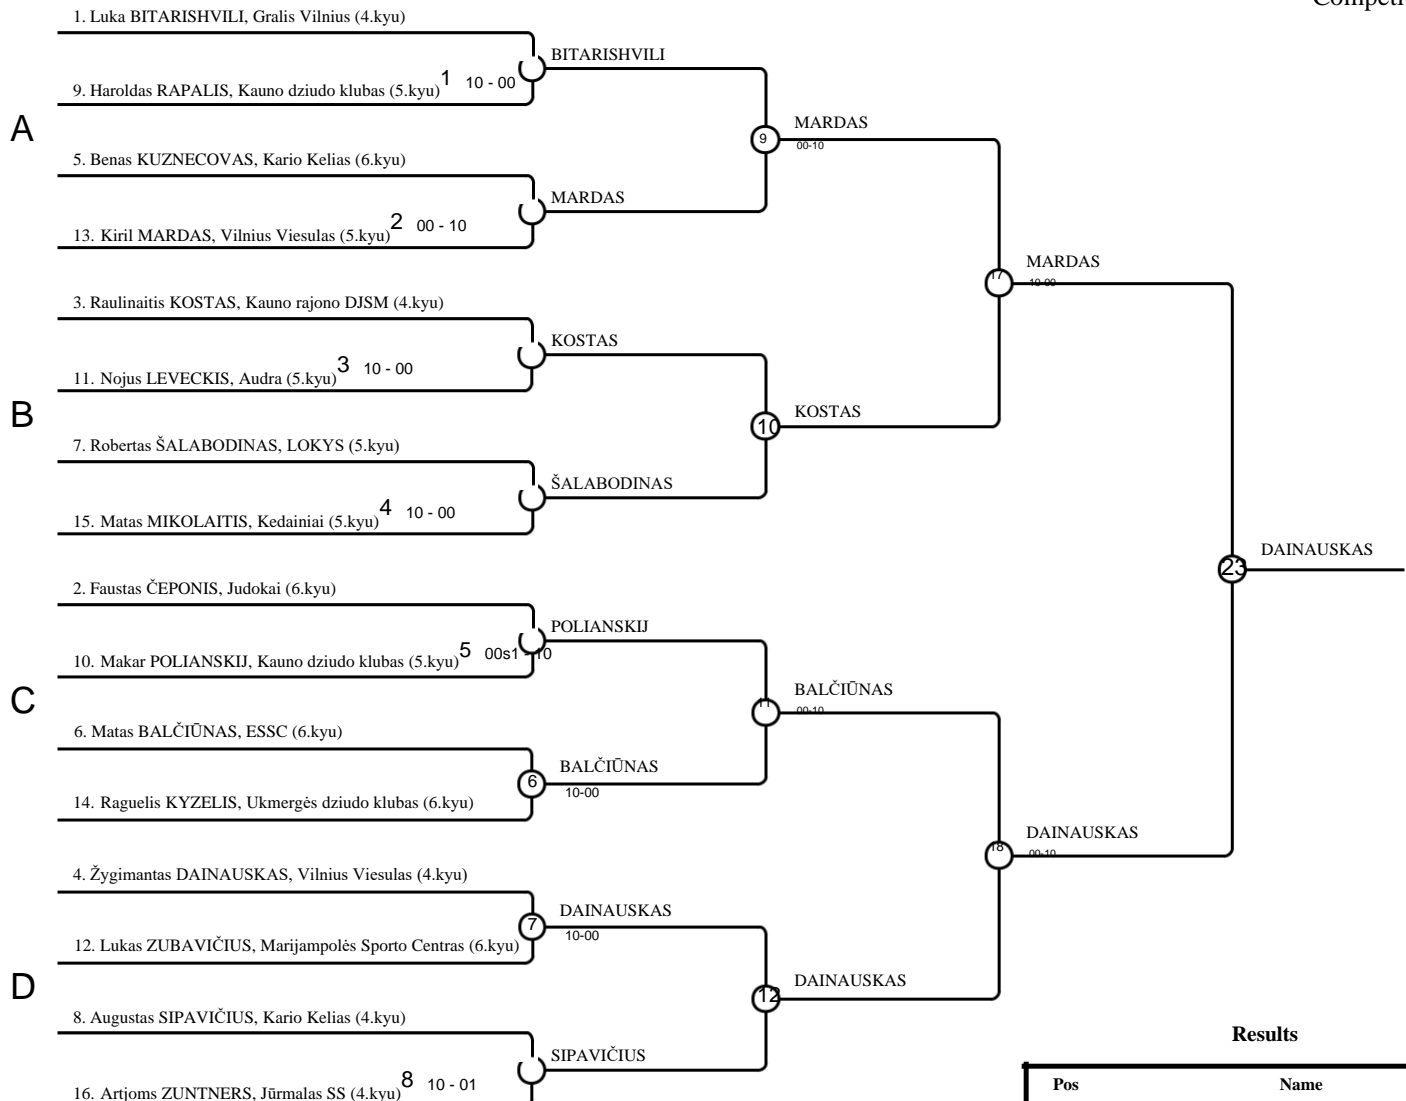 Competi
1. Luka BITARISHVILI, Gralis Vilnius (4.kyu)
BITARISHVILI
9. Haroldas RAPALIS, Kauno dziudo klubas (5.kyu) 1 10 - 00
A
MARDAS
9
00-10
5. Benas KUZNECOVAS, Kario Kelias (6.kyu)
MARDAS
13. Kiril MARDAS, Vilnius Viesulas (5.kyu) 2 00 - 10
MARDAS
17
10-00
3. Raulinaitis KOSTAS, Kauno rajono DJSM (4.kyu)
KOSTAS
11. Nojus LEVECKIS, Audra (5.kyu) 3 10 - 00
B
KOSTAS
10
7. Robertas ŠALABODINAS, LOKYS (5.kyu)
ŠALABODINAS
15. Matas MIKOLAITIS, Kedainiai (5.kyu) 4 10 - 00
DAINAUSKAS
23
2. Faustas ČEPONIS, Judokai (6.kyu)
POLIANSKIJ
10. Makar POLIANSKIJ, Kauno dziudo klubas (5.kyu) 5 00s1 - 10
C
BALČIŪNAS
11
00-10
6. Matas BALČIŪNAS, ESSC (6.kyu)
BALČIŪNAS
6
10-00
14. Raguelis KYZELIS, Ukmergės dziudo klubas (6.kyu)
DAINAUSKAS
18
00-10
4. Žygimantas DAINAUSKAS, Vilnius Viesulas (4.kyu)
DAINAUSKAS
7
10-00
12. Lukas ZUBAVIČIUS, Marijampolės Sporto Centras (6.kyu)
D
DAINAUSKAS
12
8. Augustas SIPAVIČIUS, Kario Kelias (4.kyu)
SIPAVIČIUS
16. Artjoms ZUNTNERS, Jūrmalas SS (4.kyu) 8 10 - 01
Results
Pos Name